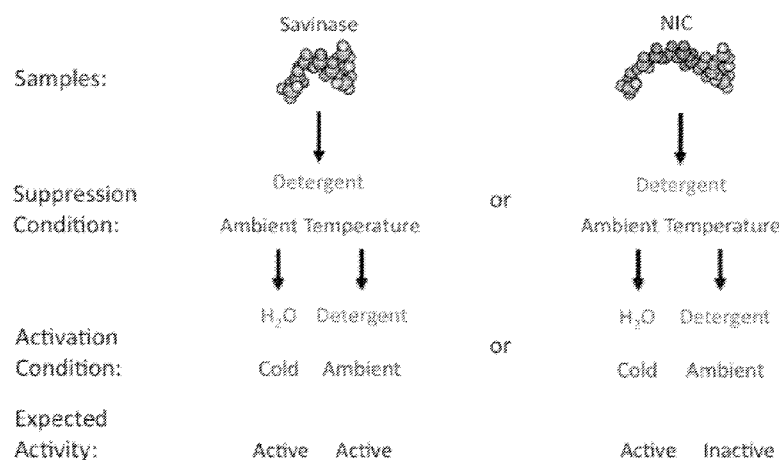 Savinase NIC
Samples:
Detergent Detergent
Suppression or
Condition: Ambient Temperature Ambient Temperature
H₂O Detergent H₂O Detergent
Activation or
Condition: Cold Ambient Cold Ambient
Expected
Activity: Active Active Active Inactive